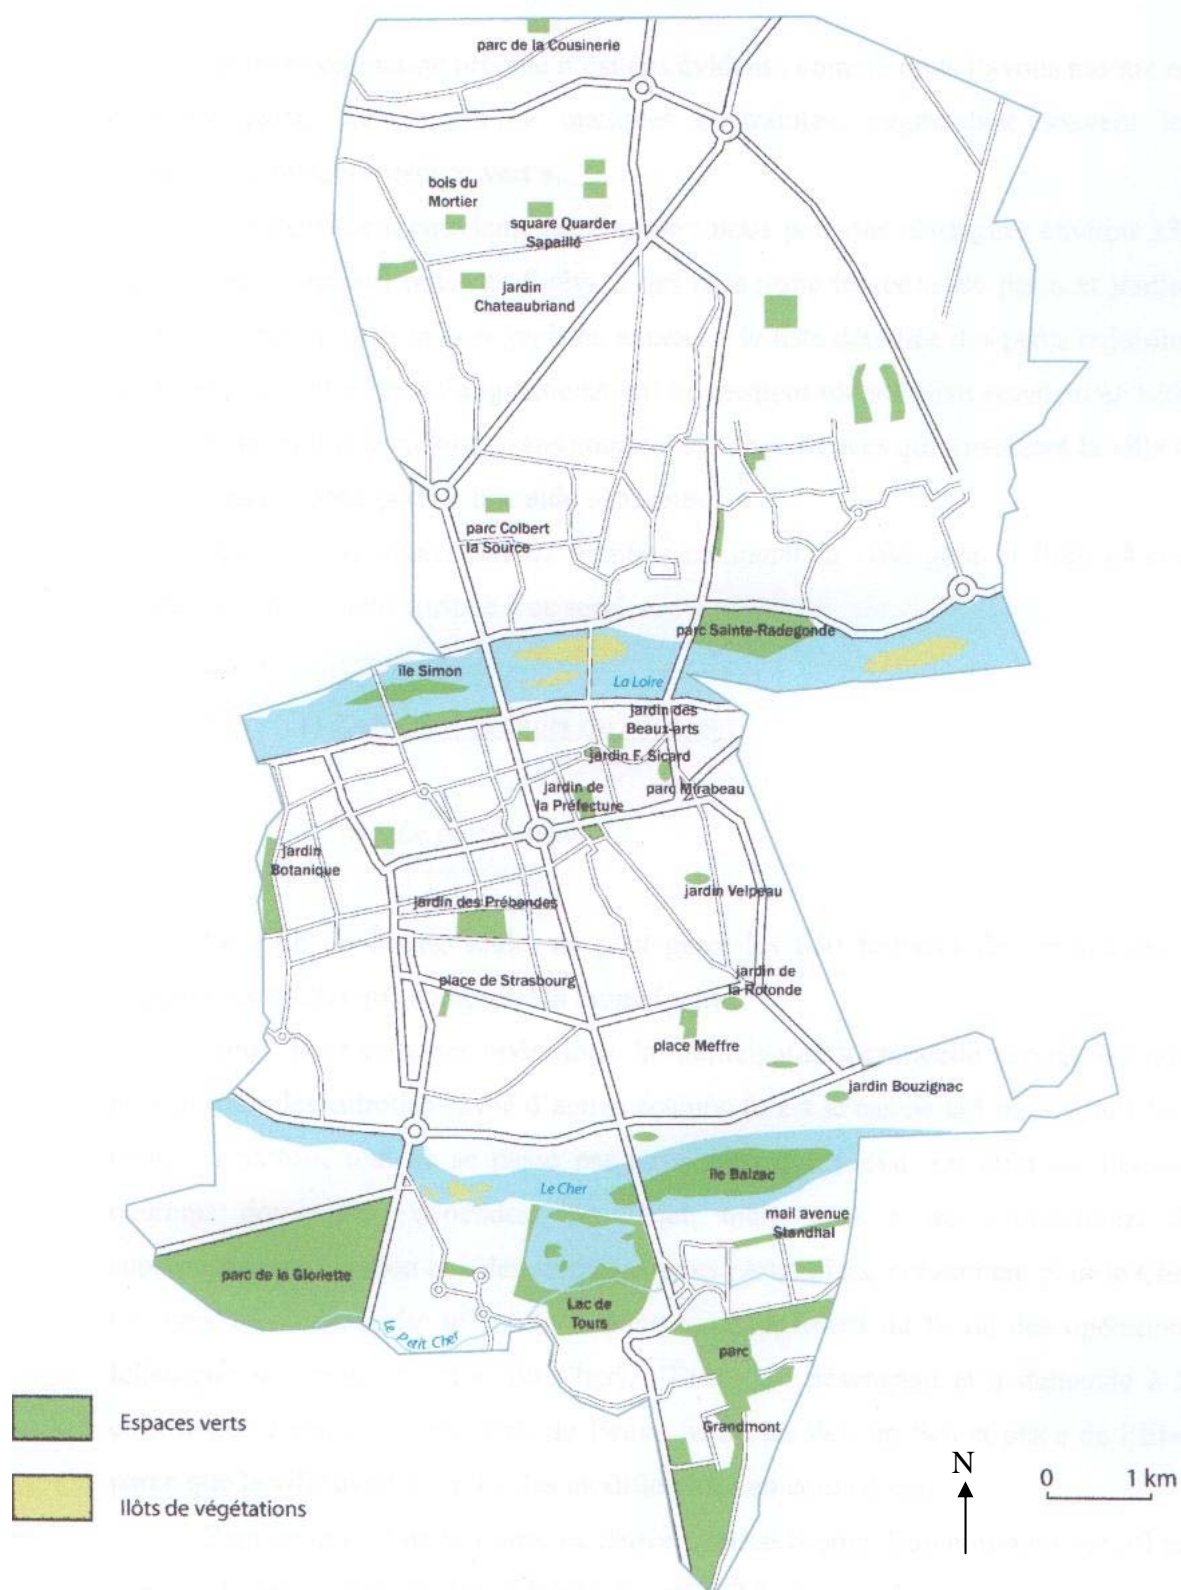 parc de la Cousinerie
bois du
Mortier
square Quarder
Sapaillé
jardin
Chateaubriand
parc Colbert
la Source
parc Sainte-Radegonde
île Simon
La Loire
jardin des
Beaux-arts
jardin F. Sicard
jardin de
la Préfecture
parc Mirabeau
jardin
Botanique
jardin Velpeau
jardin des Prébendes
place de Strasbourg
jardin de
la Rotonde
place Meffre
jardin Bouzignac
île Balzac
Le Cher
mail avenue
Standhal
parc de la Gloriette
Lac de
Tours
Le Petit Cher
parc
Grandmont
Espaces verts
Ilôts de végétations
N
0 1 km